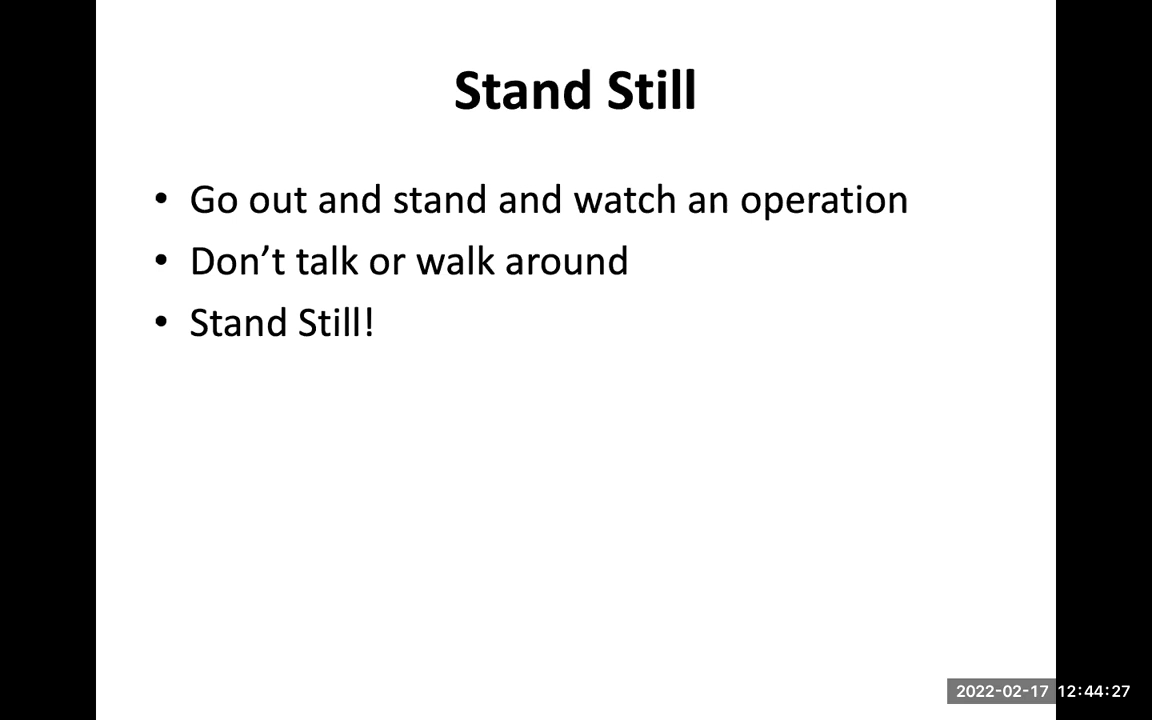 Stand Still
• Go out and stand and watch an operation
• Don’t talk or walk around
• Stand Still!
2022-02-17 12:44:27